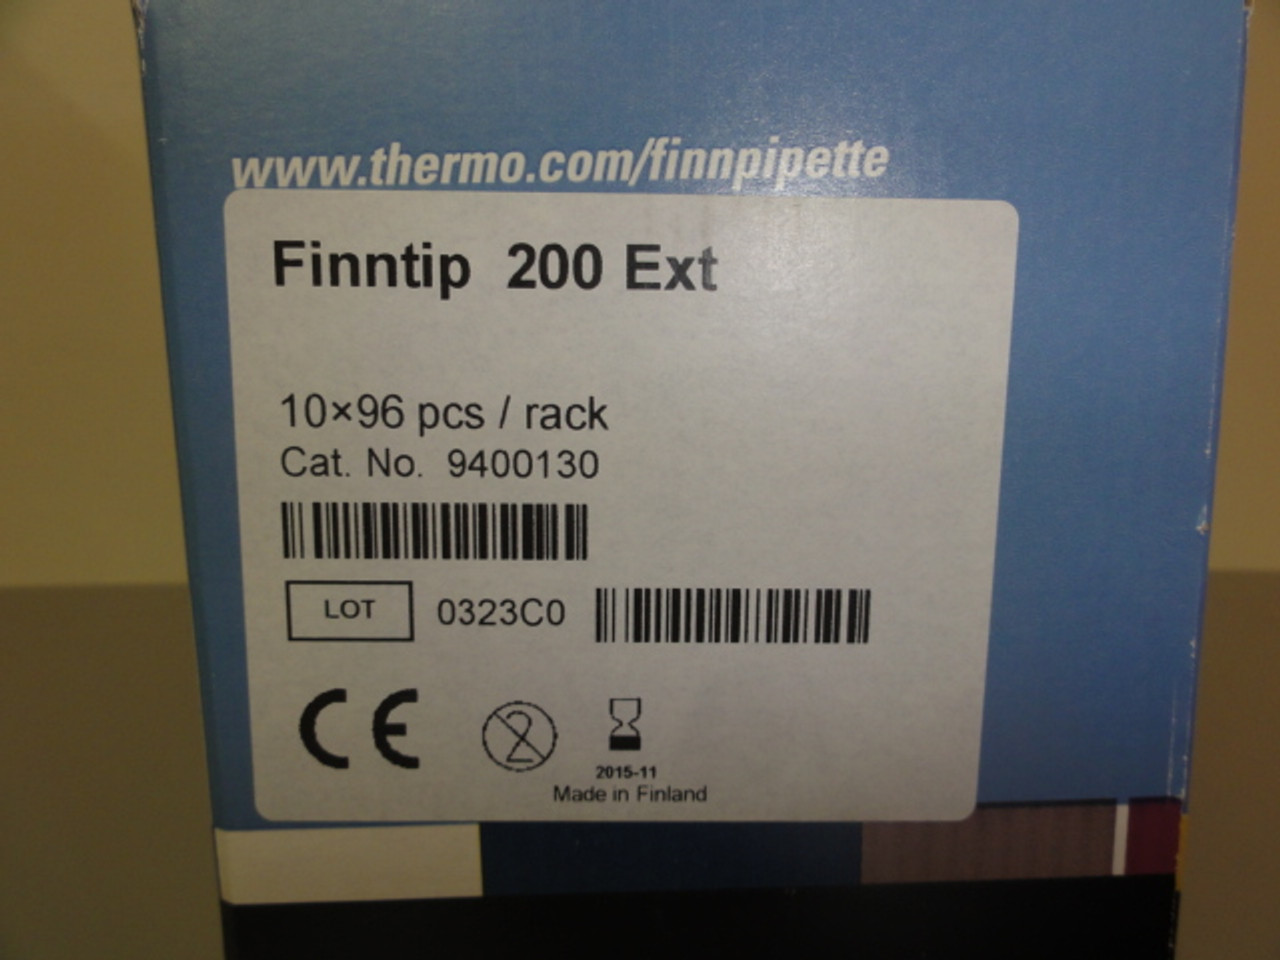 www.thermo.com/finnpipette
Finntip 200 Ext
10×96 pcs / rack
Cat. No. 9400130
LOT 0323C0
CE
2
2015-11
Made in Finland